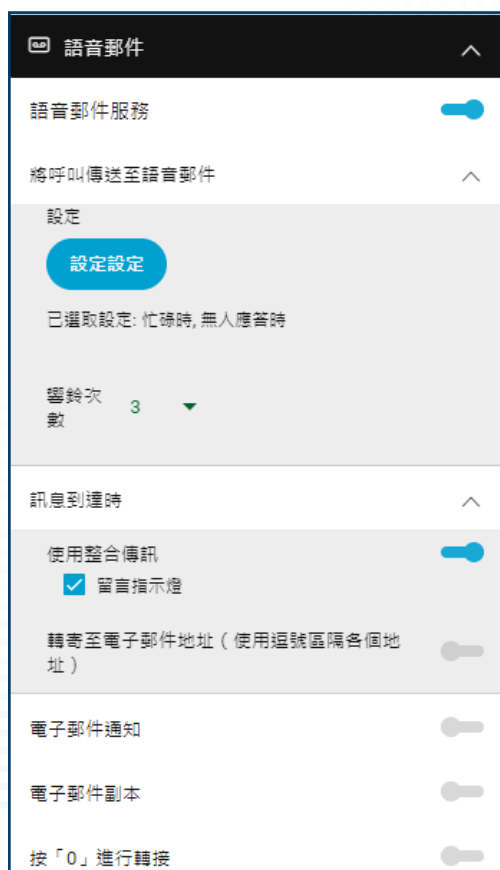 語音郵件
語音郵件服務
將呼叫傳送至語音郵件
設定
設定設定
已選取設定: 忙碌時, 無人應答時
響鈴次
數
3
訊息到達時
使用整合傳訊
留言指示燈
轉寄至電子郵件地址（使用逗號區隔各個地
址）
電子郵件通知
電子郵件副本
按「0」進行轉接